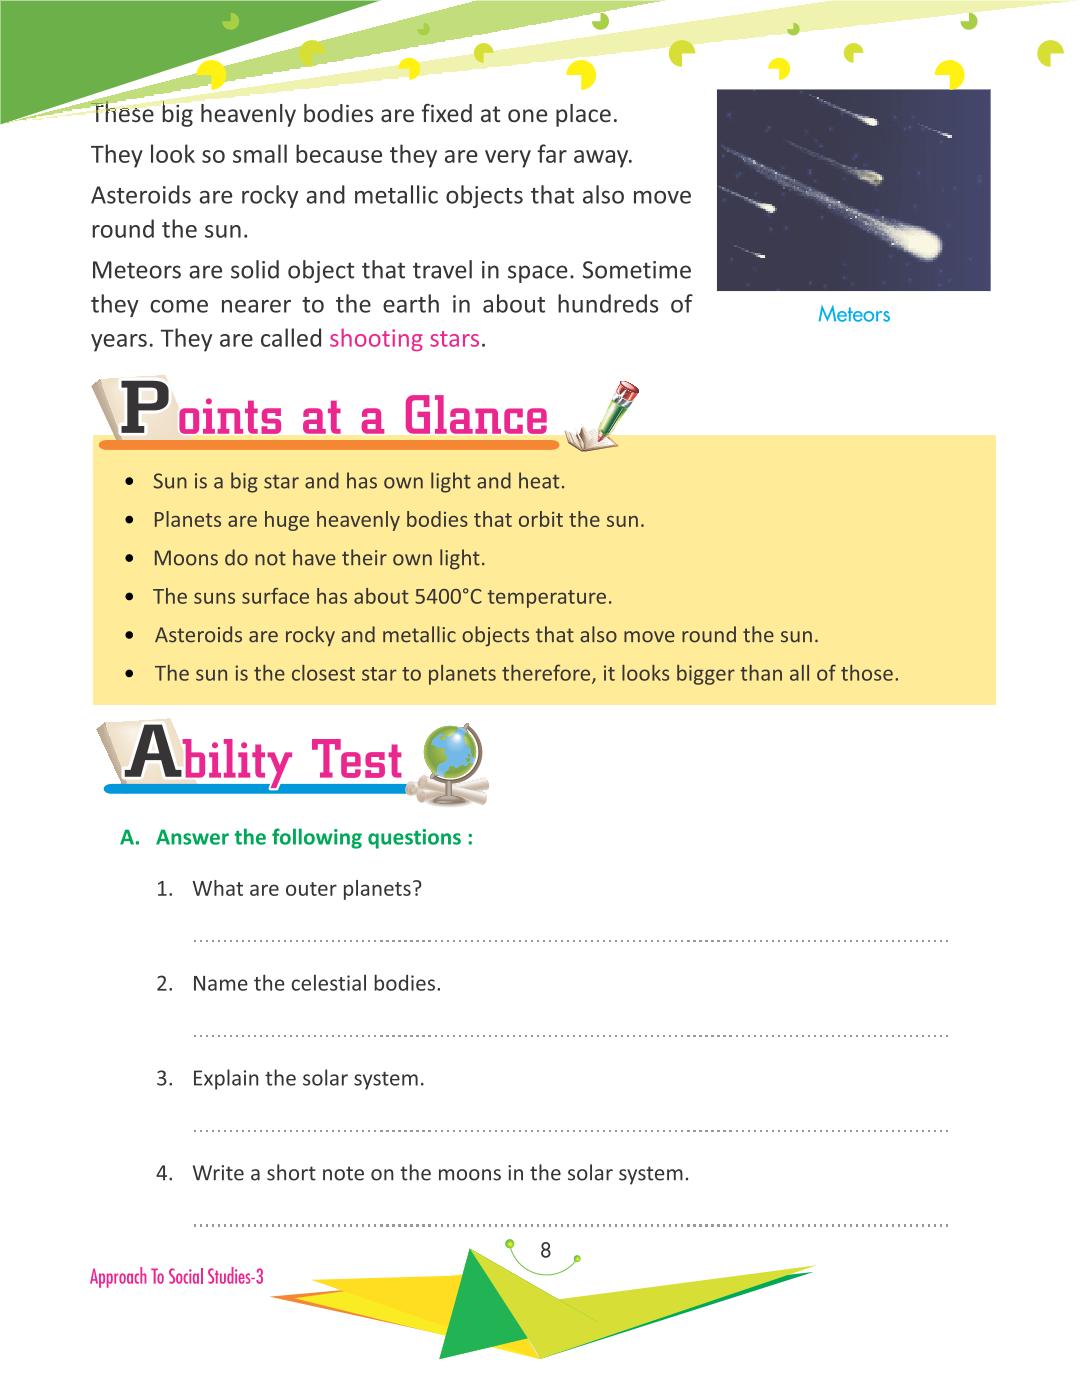 These big heavenly bodies are fixed at one place.
They look so small because they are very far away.
Asteroids are rocky and metallic objects that also move
round the sun.
Meteors are solid object that travel in space. Sometime
they come nearer to the earth in about hundreds of
years. They are called shooting stars.
Meteors
Points at a Glance
• Sun is a big star and has own light and heat.
• Planets are huge heavenly bodies that orbit the sun.
• Moons do not have their own light.
• The suns surface has about 5400°C temperature.
• Asteroids are rocky and metallic objects that also move round the sun.
• The sun is the closest star to planets therefore, it looks bigger than all of those.
Ability Test
A. Answer the following questions :
1. What are outer planets?
2. Name the celestial bodies.
3. Explain the solar system.
4. Write a short note on the moons in the solar system.
8
Approach To Social Studies-3